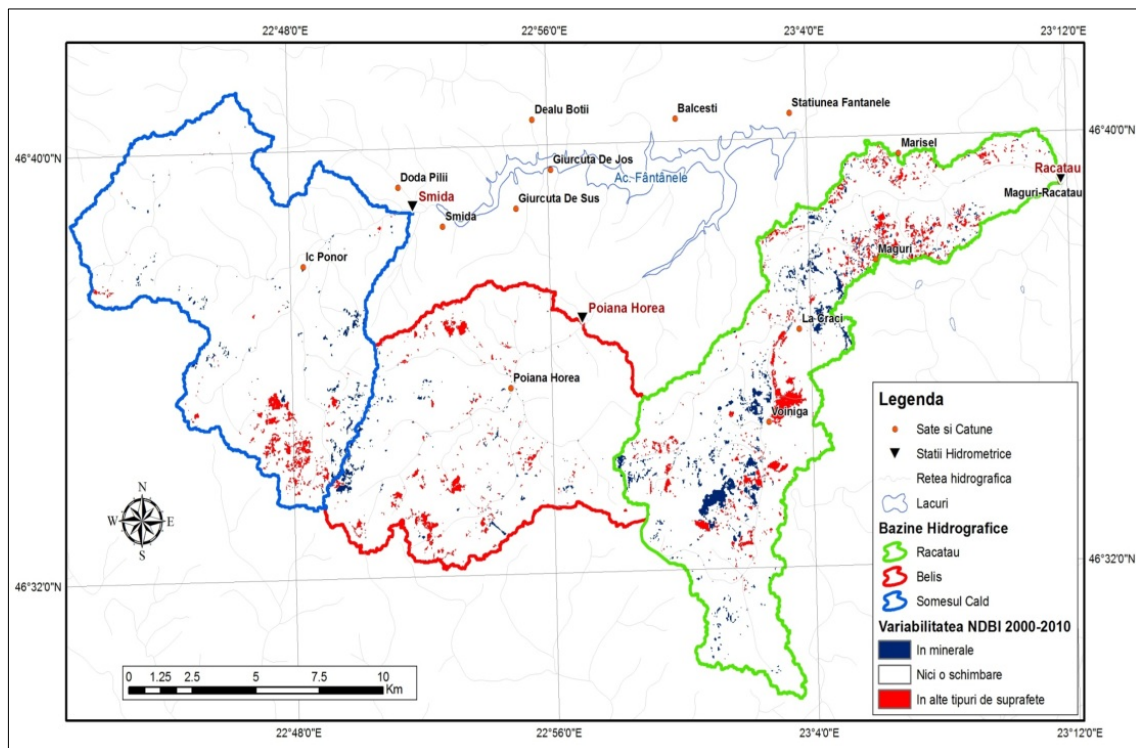 22°48'0"E
22°56'0"E
23°40'0"E
23°12'0"E
46°40'0"N
46°40'0"N
Dealu Botii
Balcesti
Statiunea Fantanele
Giurcuta De Jos
Ac. Fântânele
Marisel
Racatau
Maguri-Racatau
Doda Pilii
Smida
Smida
Giurcuta De Sus
Ic Ponor
Maguri
Poiana Horea
La Craci
Poiana Horea
Voiniga
N
W
E
S
46°32'0"N
46°32'0"N
0 1.25 2.5 5 7.5 10
Km
Legenda
Sate si Catune
Statii Hidrometrice
Retea hidrografica
Lacuri
Bazine Hidrografice
Racatau
Belis
Somesul Cald
Variabilitatea NDBI 2000-2010
In minerale
Nici o schimbare
In alte tipuri de suprafete
22°48'0"E
22°56'0"E
23°40'0"E
23°12'0"E